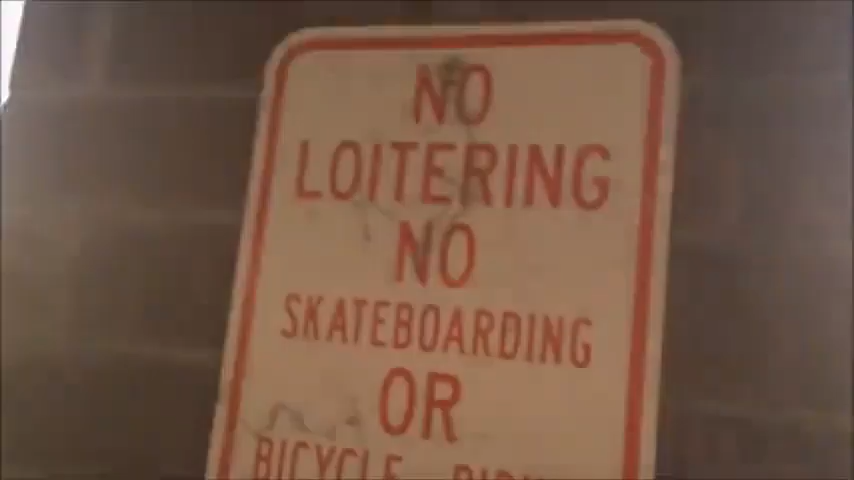 NO
LOITERING
NO
SKATEBOARDING
OR
BICYCLE